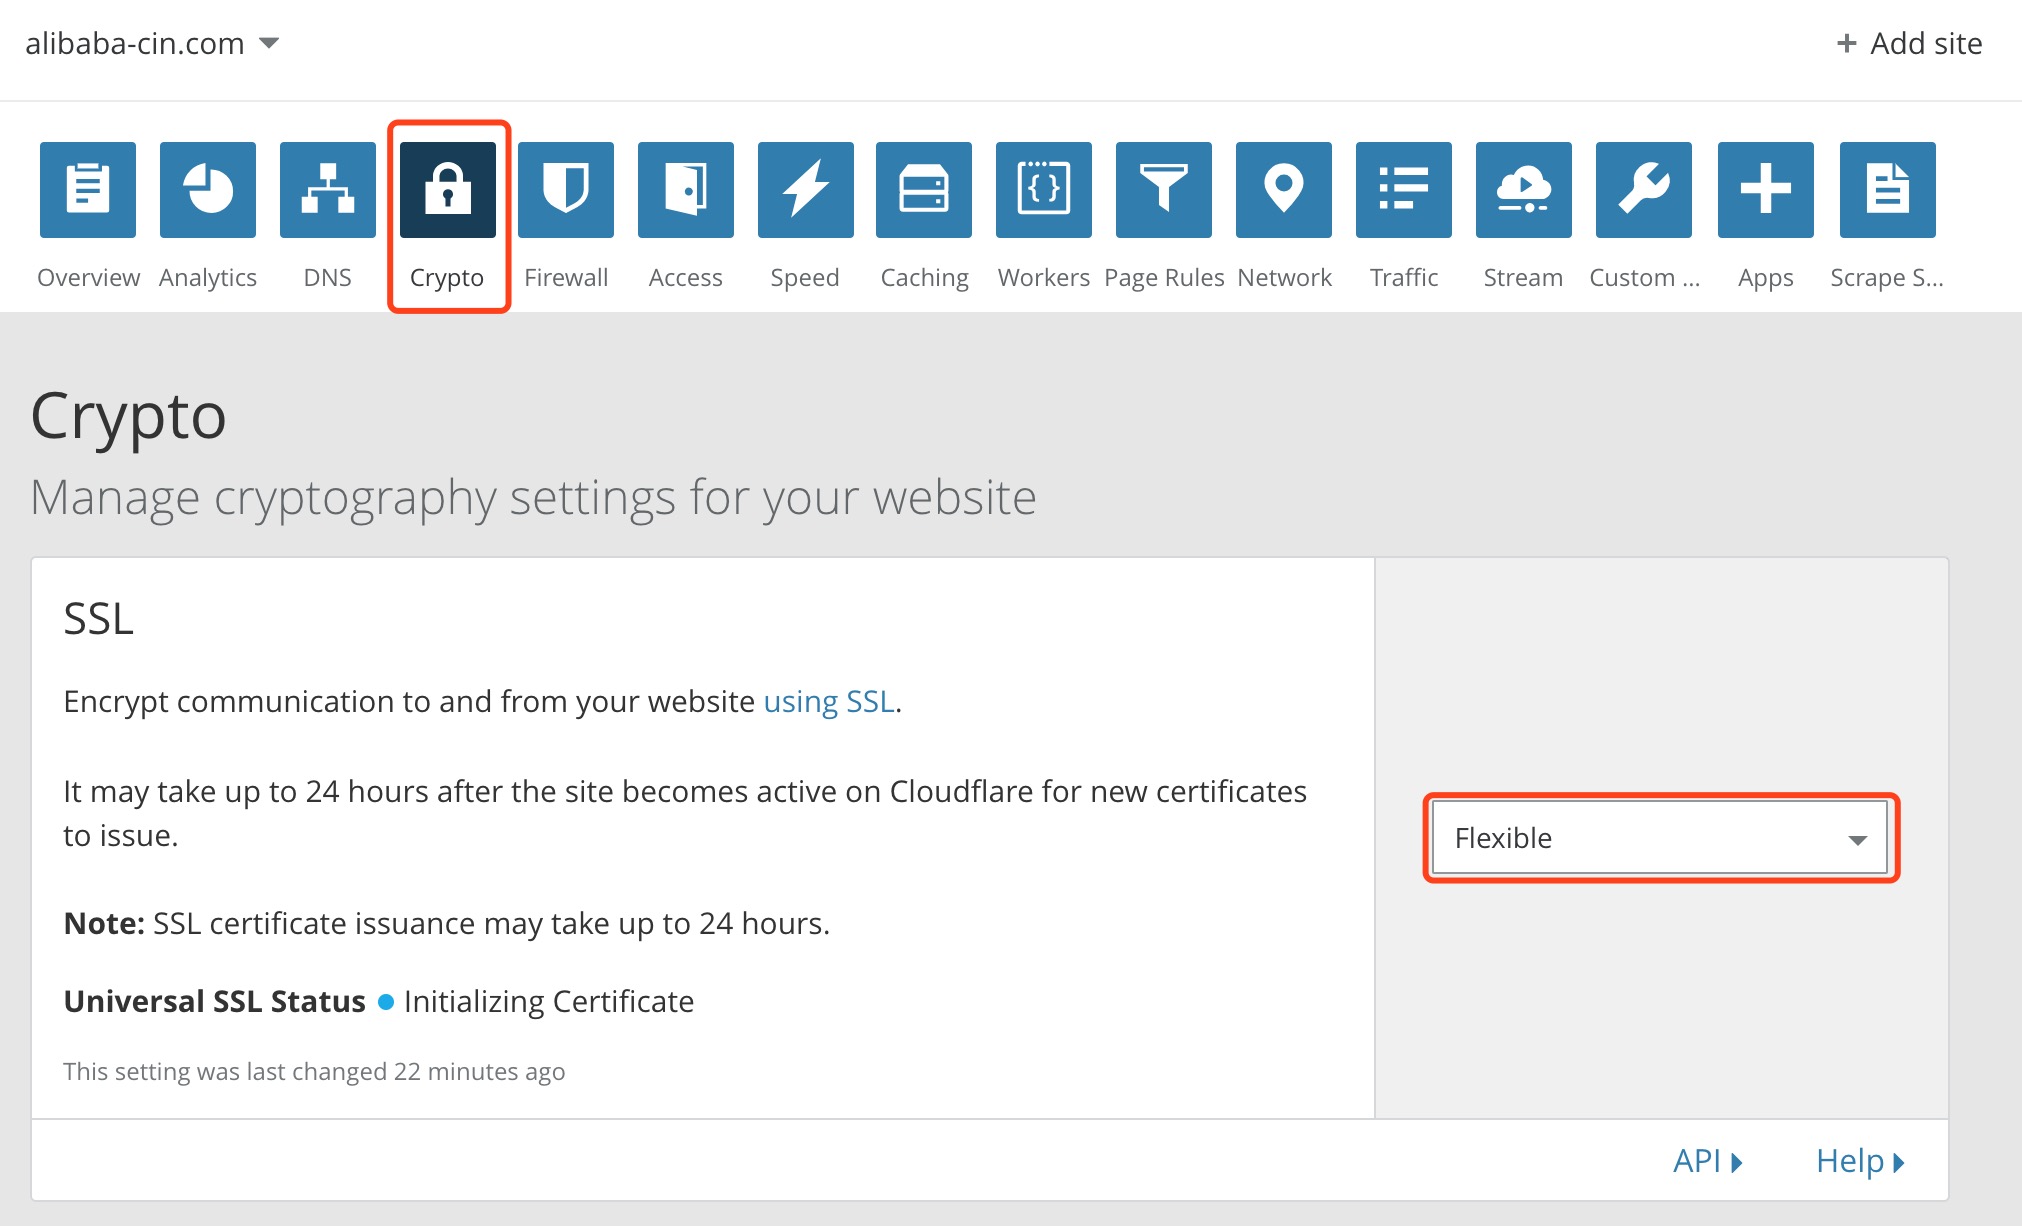 alibaba-cin.com
+ Add site
Overview Analytics DNS Crypto Firewall Access Speed Caching Workers Page Rules Network Traffic Stream Custom ... Apps Scrape S...
Crypto
Manage cryptography settings for your website
SSL
Encrypt communication to and from your website using SSL.
It may take up to 24 hours after the site becomes active on Cloudflare for new certificates
to issue.
Flexible
Note: SSL certificate issuance may take up to 24 hours.
Universal SSL Status Initializing Certificate
This setting was last changed 22 minutes ago
API Help